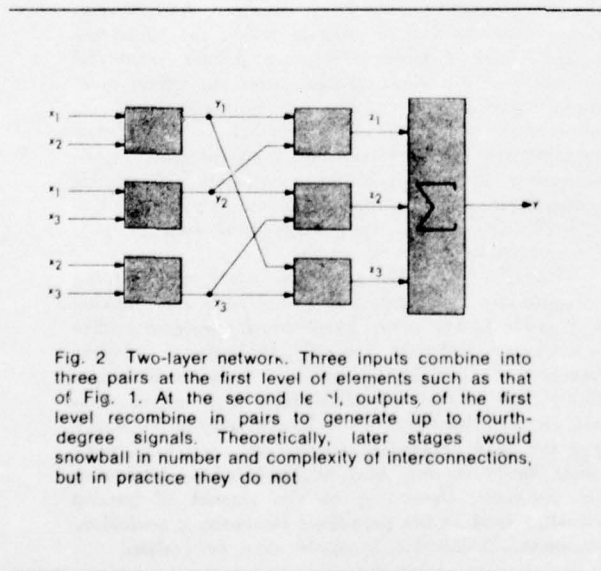 x1
y1
z1
x2
x1
y2
z2
Σ
Y
x3
x2
z3
x3
x3
Fig. 2 Two-layer network. Three inputs combine into
three pairs at the first level of elements such as that
of Fig. 1. At the second le l, outputs of the first
level recombine in pairs to generate up to fourth-
degree signals. Theoretically, later stages would
snowball in number and complexity of interconnections,
but in practice they do not